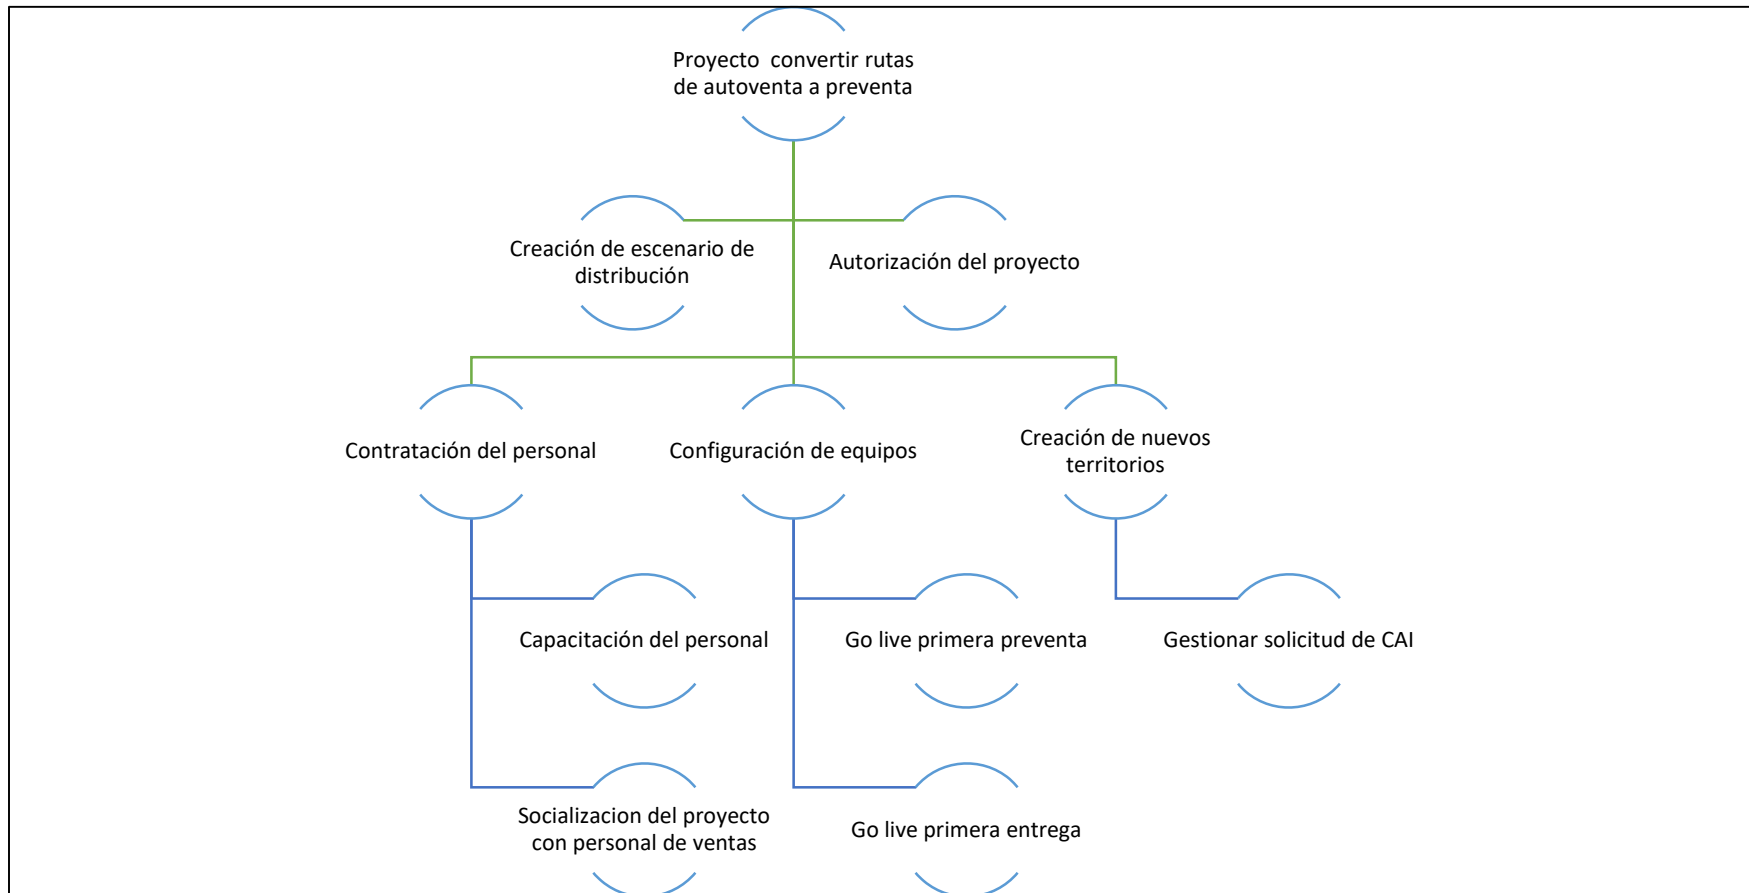 Proyecto convertir rutas
de autoventa a preventa
Creación de escenario de
distribución
Autorización del proyecto
Contratación del personal
Configuración de equipos
Creación de nuevos
territorios
Capacitación del personal
Go live primera preventa
Gestionar solicitud de CAI
Socializacion del proyecto
con personal de ventas
Go live primera entrega